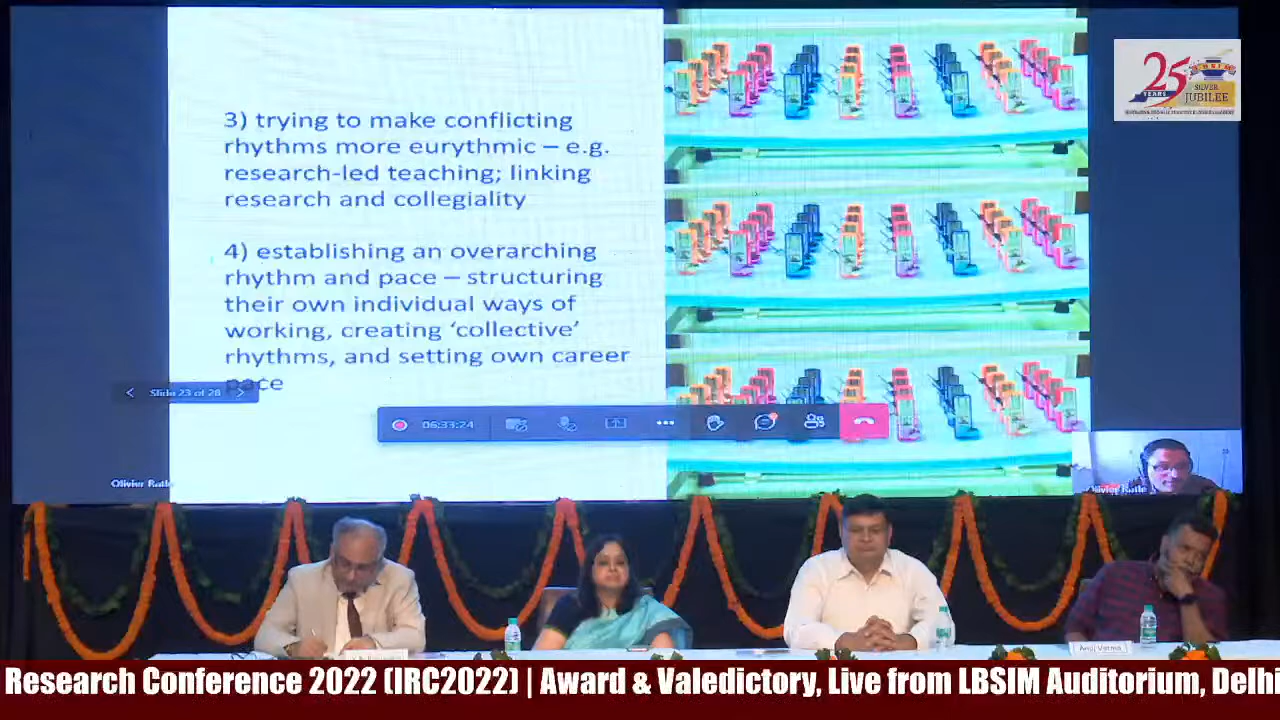 3) trying to make conflicting
rhythms more eurythmic – e.g.
research-led teaching; linking
research and collegiality
4) establishing an overarching
rhythm and pace – structuring
their own individual ways of
working, creating ‘collective’
rhythms, and setting own career
pace
Slide 23 of 28
06:33:24
Olivier Ratle
Olivier Ratle
25
YEARS
SILVER
JUBILEE
Anuj Verma
Research Conference 2022 (IRC2022) | Award & Valedictory, Live from LBSIM Auditorium, Delhi